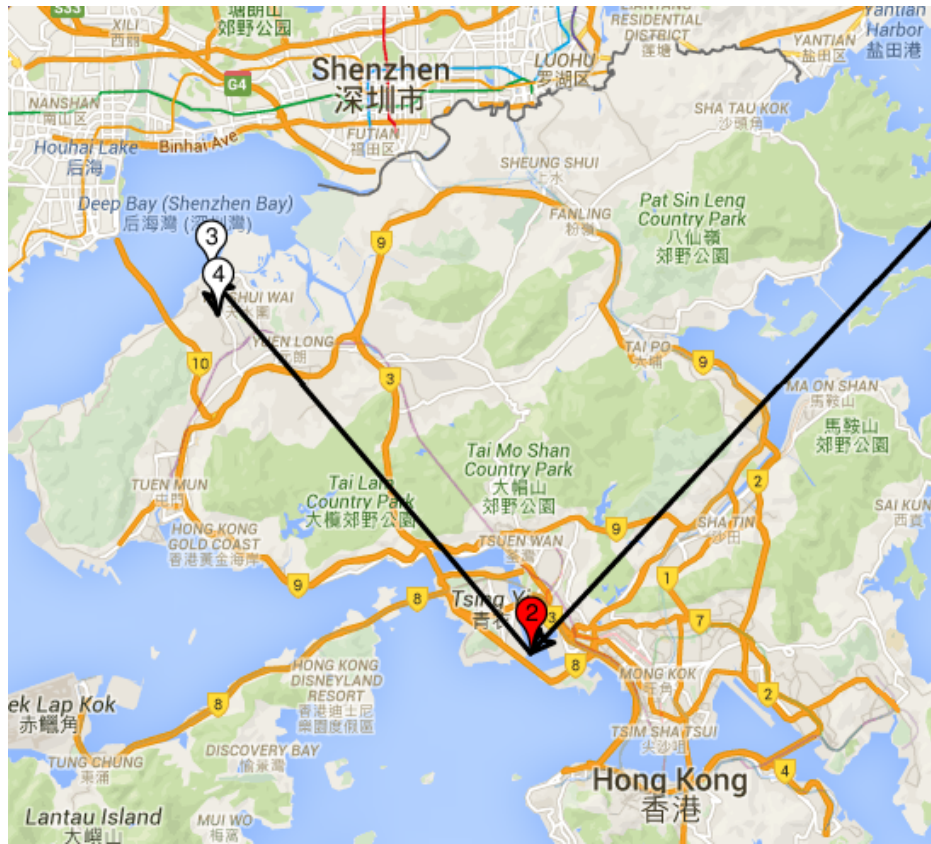 S33
XILI
西丽
塘朗山
郊野公园
G4
Shenzhen
深圳市
LUOHU
罗湖区
LIANTANG
RESIDENTIAL
DISTRICT
莲塘
YANTIAN
盐田区
Yantian
Harbor
盐田港
NANSHAN
南山区
Houhai Lake
后海
Binhai Ave
FUTIAN
福田区
SHA TAU KOK
沙頭角
SHEUNG SHUI
上水
Deep Bay (Shenzhen Bay)
后海灣 (深圳灣)
FANLING
粉嶺
Pat Sin Leng
Country Park
八仙嶺
郊野公園
9
3
4
SHUI WAI
水圍
YUEN LONG
元朗
10
3
TAI PO
大埔
9
MA ON SHAN
馬鞍山
馬鞍山
郊野公園
Tai Mo Shan
Country Park
大帽山
郊野公園
Tai Lam
Country Park
大欖郊野公園
TUEN MUN
屯門
2
SAI KUN
西貢
HONG KONG
GOLD COAST
香港黃金海岸
9
9
TSUEN WAN
荃灣
SHA TIN
沙田
1
8
Tsing Yi
青衣
2
3
7
8
HONG KONG
DISNEYLAND
RESORT
香港迪士尼
樂園度假區
MONG KOK
旺角
2
ek Lap Kok
赤鱲角
8
TUNG CHUNG
東涌
DISCOVERY BAY
愉景灣
TSIM SHA TSUI
尖沙咀
Hong Kong
香港
4
Lantau Island
大嶼山
MUI WO
梅窩